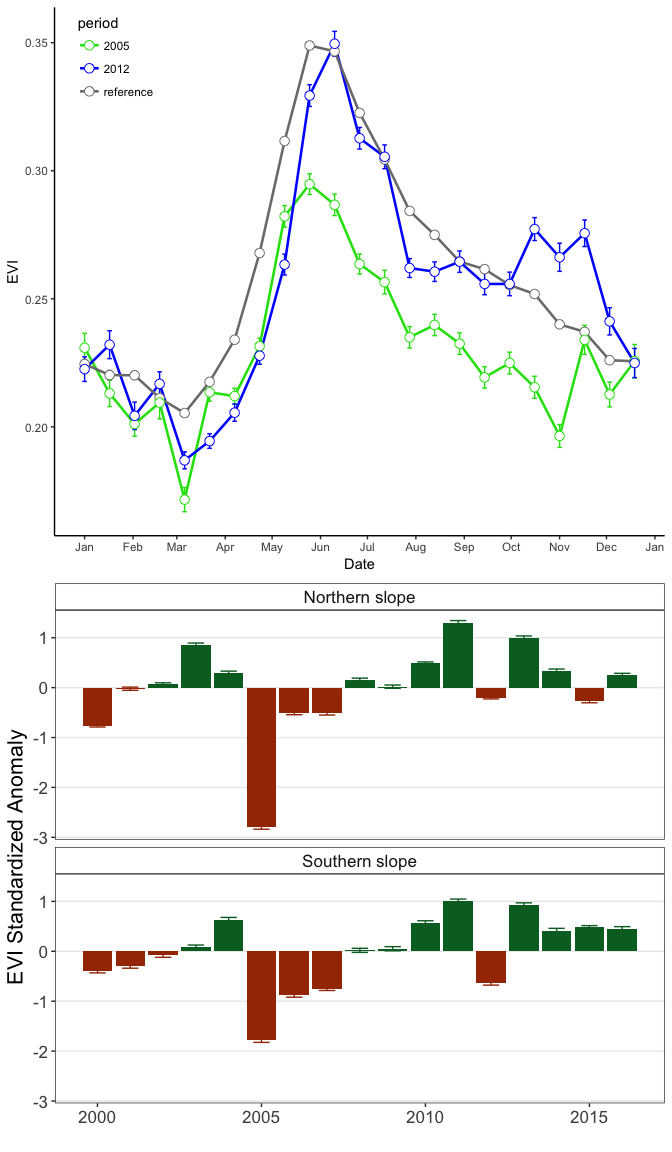 period
2005
2012
reference
0.35
0.30
0.25
0.20
EVI
Jan Feb Mar Apr May Jun Jul Aug Sep Oct Nov Dec Jan
Date
Northern slope
1
0
-1
-2
-3
EVI Standardized Anomaly
Southern slope
1
0
-1
-2
-3
2000 2005 2010 2015